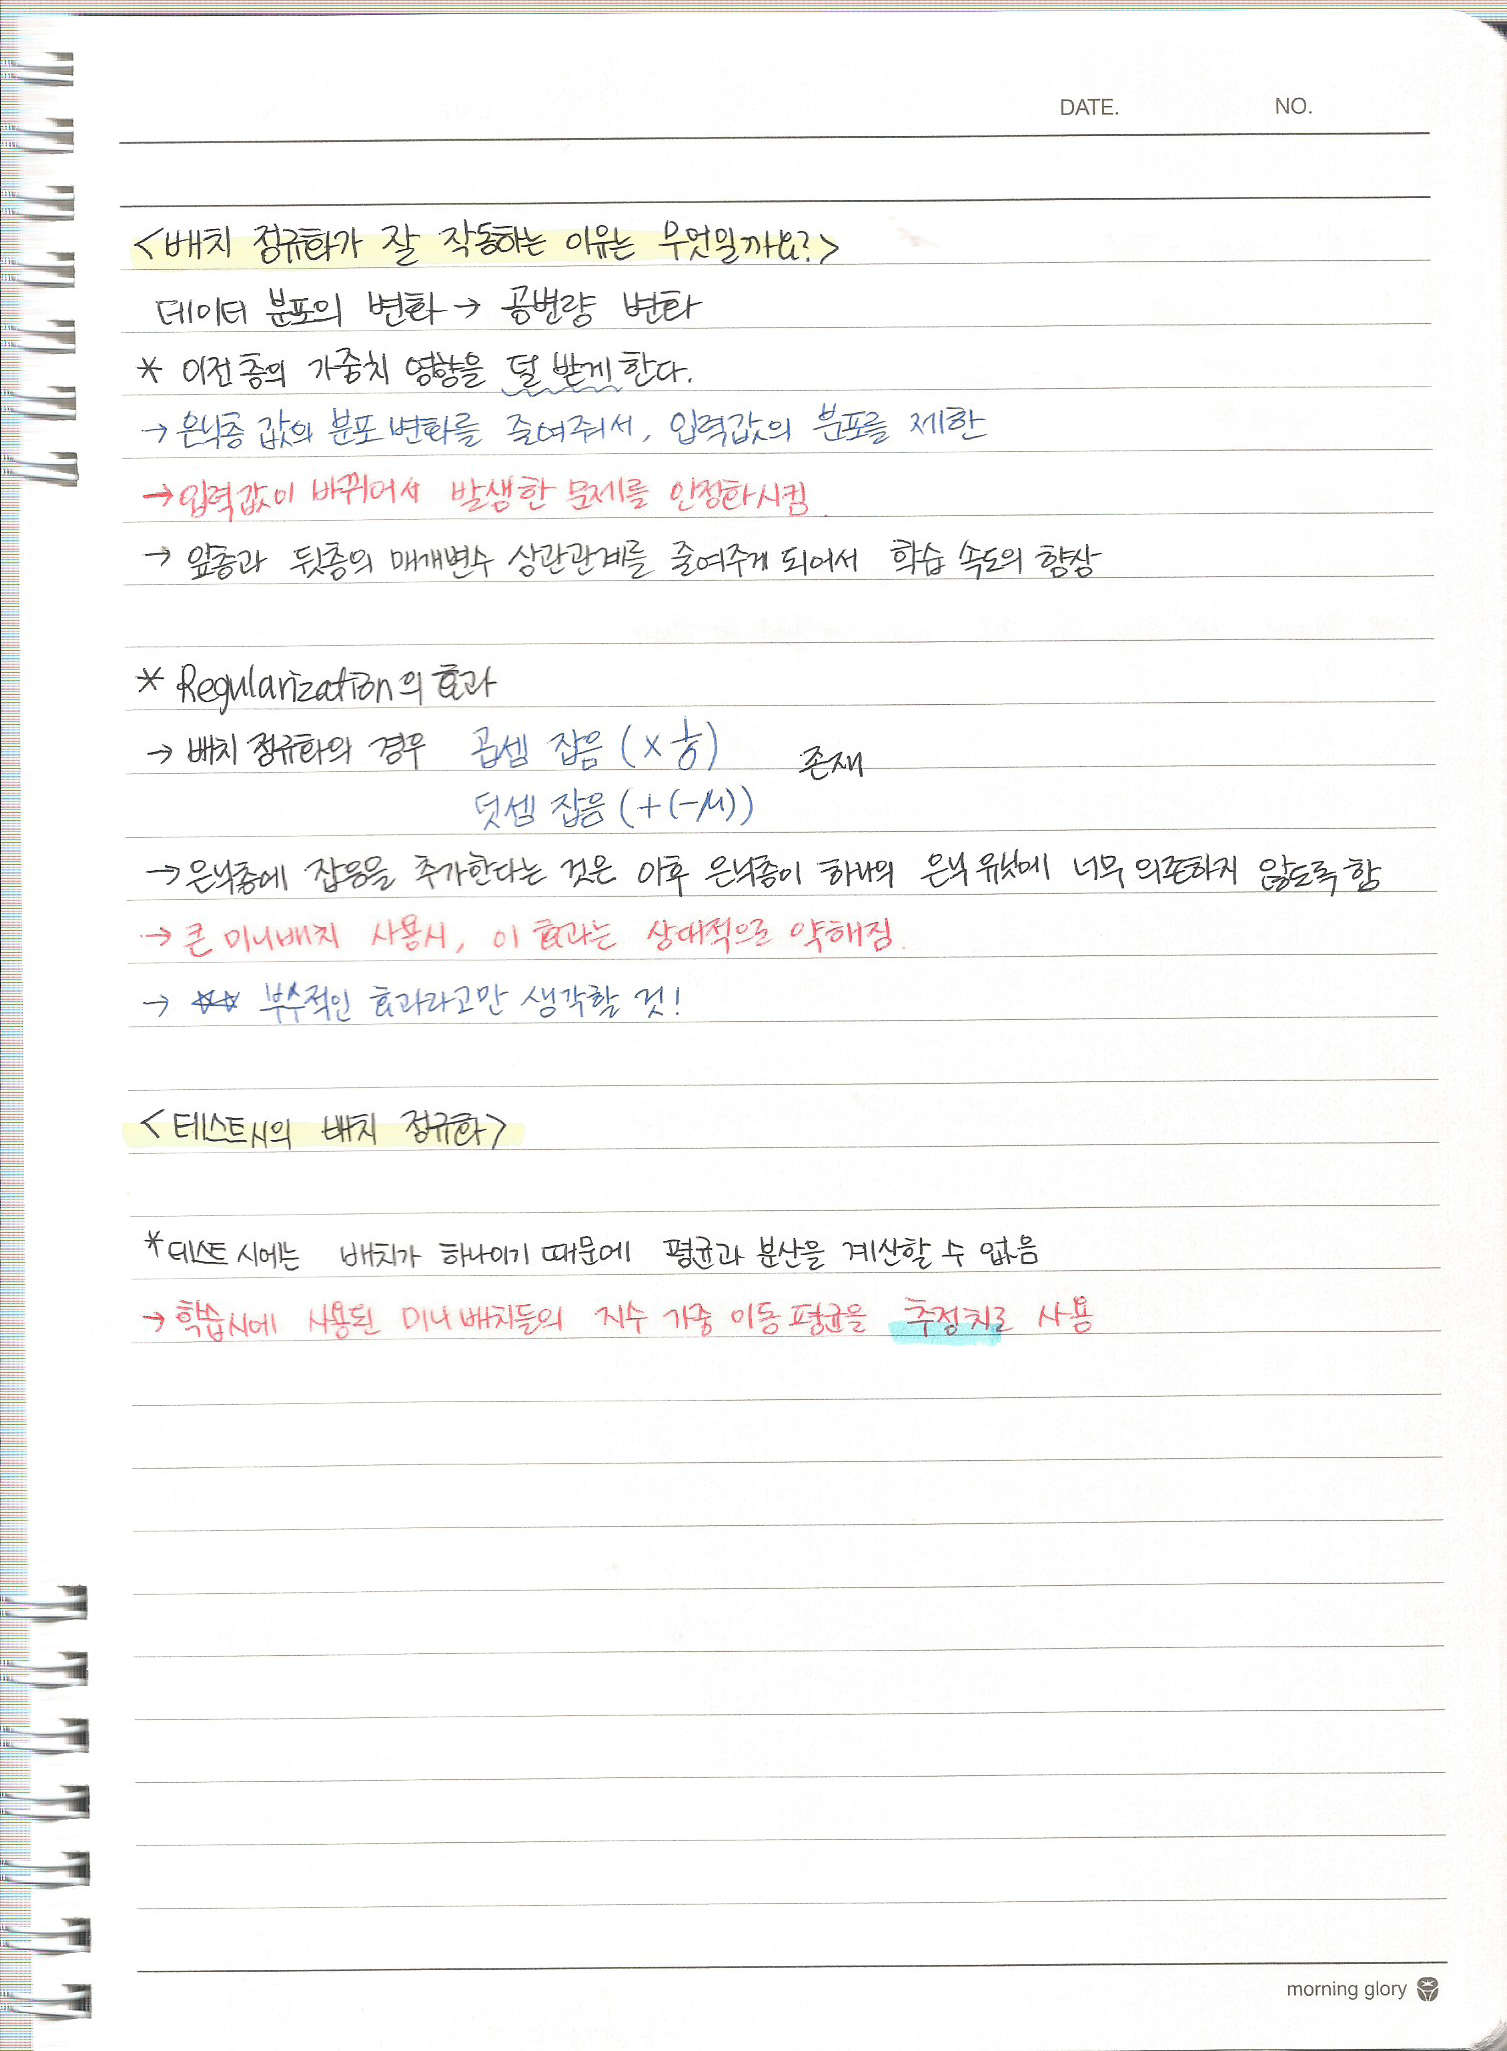 DATE. NO.
<배치 정규화가 잘 작동하는 이유는 무엇일까요?>
데이터 분포의 변화 → 공변량 변화
* 이전 층의 가중치 영향을 덜 받게 한다.
→ 은닉층 값의 분포 변화를 줄여줘서, 입력값의 분포를 제한
→ 입력값이 바뀌어서 발생한 문제를 안정화시킴
→ 앞층과 뒷층의 매개변수 상관관계를 줄여주게 되어서 학습 속도의 향상
* Regularization의 효과
→ 배치 정규화의 경우 곱셈 잡음 (× 1/σ) 존재
덧셈 잡음 (+(-μ))
→ 은닉층에 잡음을 추가한다는 것은 이후 은닉층이 하나의 은닉 유닛에 너무 의존하지 않도록 함
→ 큰 미니배치 사용시, 이 효과는 상대적으로 약해짐.
→ ☆☆ 부수적인 효과라고만 생각할 것!
<테스트시의 배치 정규화>
* 테스트 시에는 배치가 하나이기 때문에 평균과 분산을 계산할 수 없음
→ 학습시에 사용된 미니배치들의 지수 가중 이동 평균을 추정치로 사용
morning glory